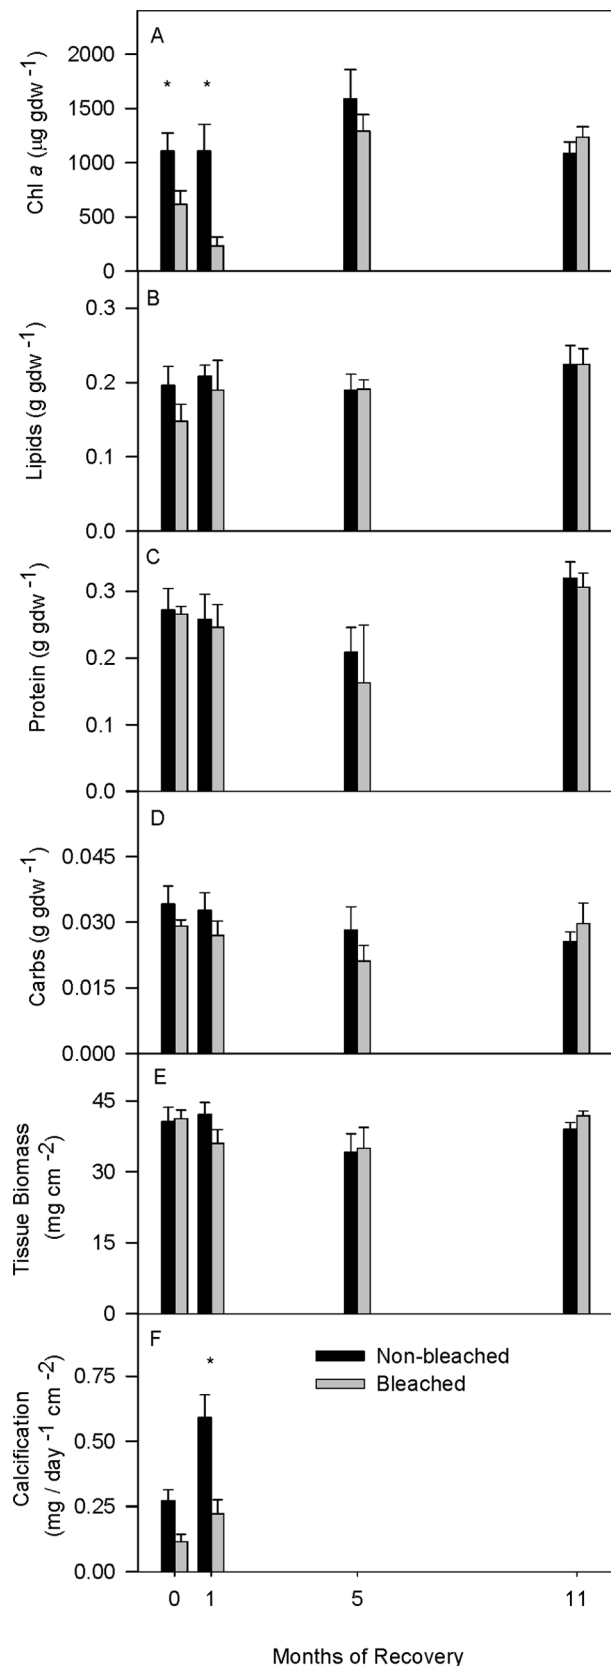 A
2000
* *
1500
1000
500
0
Chl a (µg gdw -1)
B
0.3
0.2
0.1
0.0
Lipids (g gdw -1)
C
0.3
0.2
0.1
0.0
Protein (g gdw -1)
D
0.045
0.030
0.015
0.000
Carbs (g gdw -1)
E
45
30
15
0
Tissue Biomass
(mg cm -2)
F
Non-bleached
Bleached
*
0.75
0.50
0.25
0.00
Calcification
(mg / day -1 cm -2)
0 1 5 11
Months of Recovery